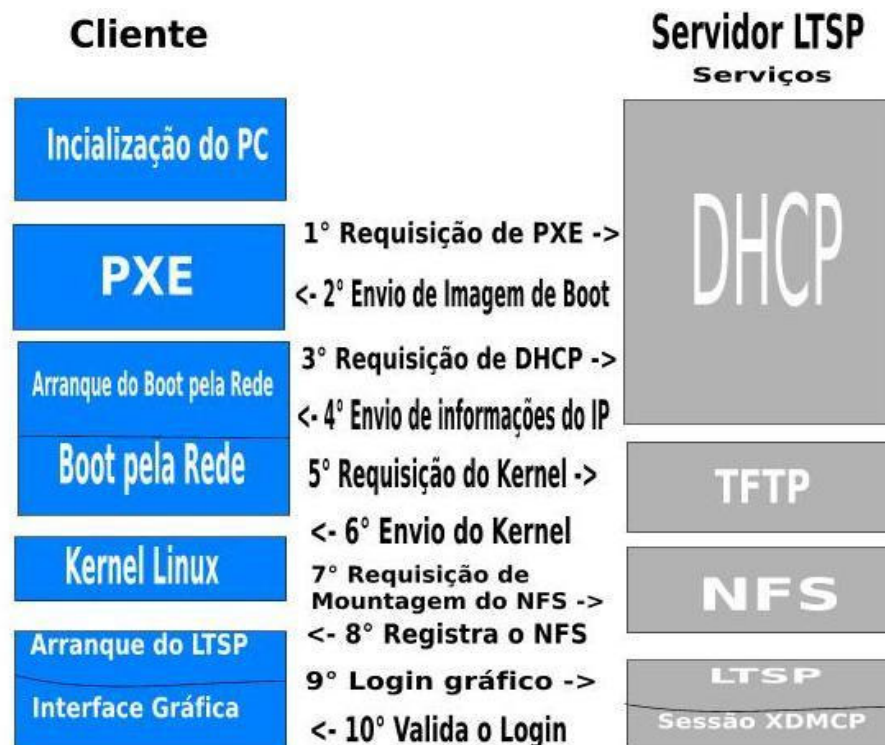 Cliente
Servidor LTSP
Serviços
Incialização do PC
DHCP
PXE
1° Requisição de PXE ->
<- 2° Envio de Imagem de Boot
Arranque do Boot pela Rede
3° Requisição de DHCP ->
<- 4° Envio de informações do IP
Boot pela Rede
5° Requisição do Kernel ->
TFTP
<- 6° Envio do Kernel
Kernel Linux
7° Requisição de
Mountagem do NFS ->
NFS
<- 8° Registra o NFS
Arranque do LTSP
9° Login gráfico ->
LTSP
Interface Gráfica
<- 10° Valida o Login
Sessão XDMCP